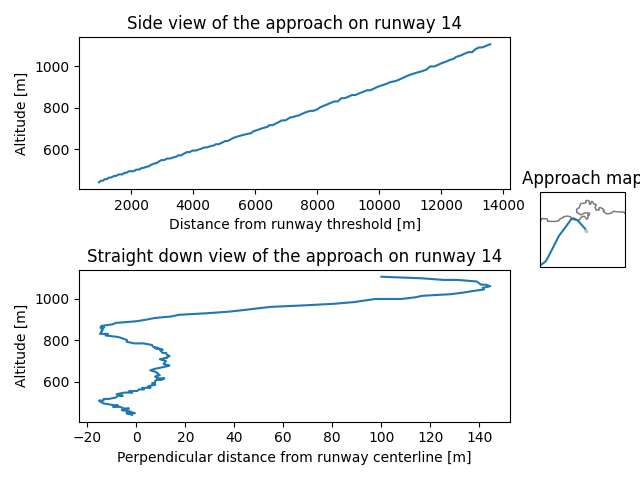 Side view of the approach on runway 14
Altitude [m]
1000
800
600
2000 4000 6000 8000 10000 12000 14000
Distance from runway threshold [m]
Approach map
Straight down view of the approach on runway 14
Altitude [m]
1000
800
600
−20 0 20 40 60 80 100 120 140
Perpendicular distance from runway centerline [m]